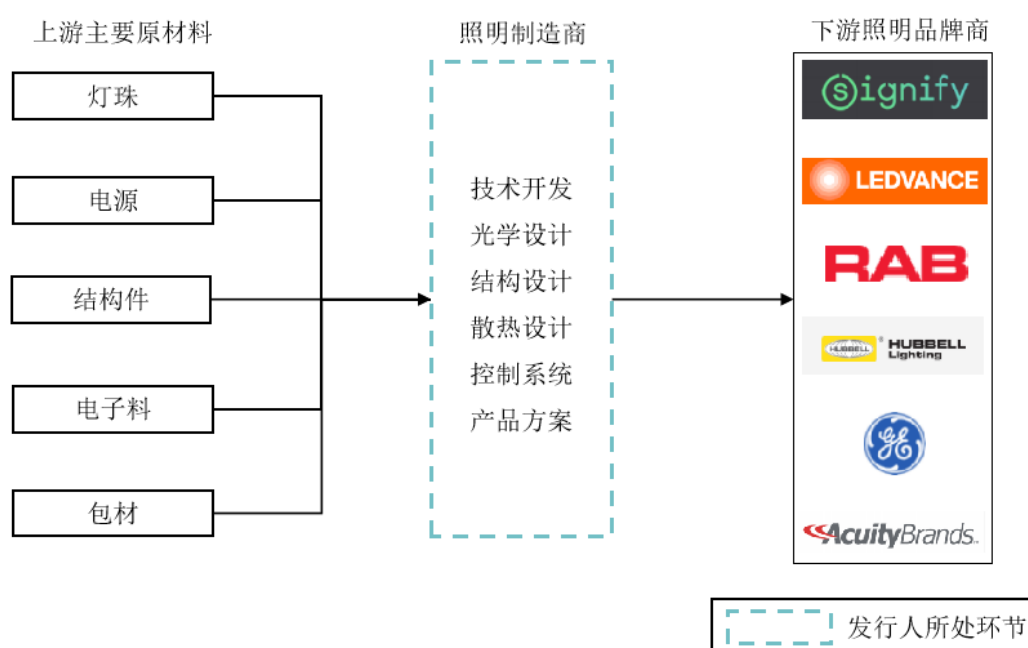 上游主要原材料
照明制造商
下游照明品牌商
灯珠
电源
结构件
电子料
包材
技术开发
光学设计
结构设计
散热设计
控制系统
产品方案
signify
LEDVANCE
RAB
HUBBELL
HUBBELL
Lighting
GE
AcuityBrands.
发行人所处环节